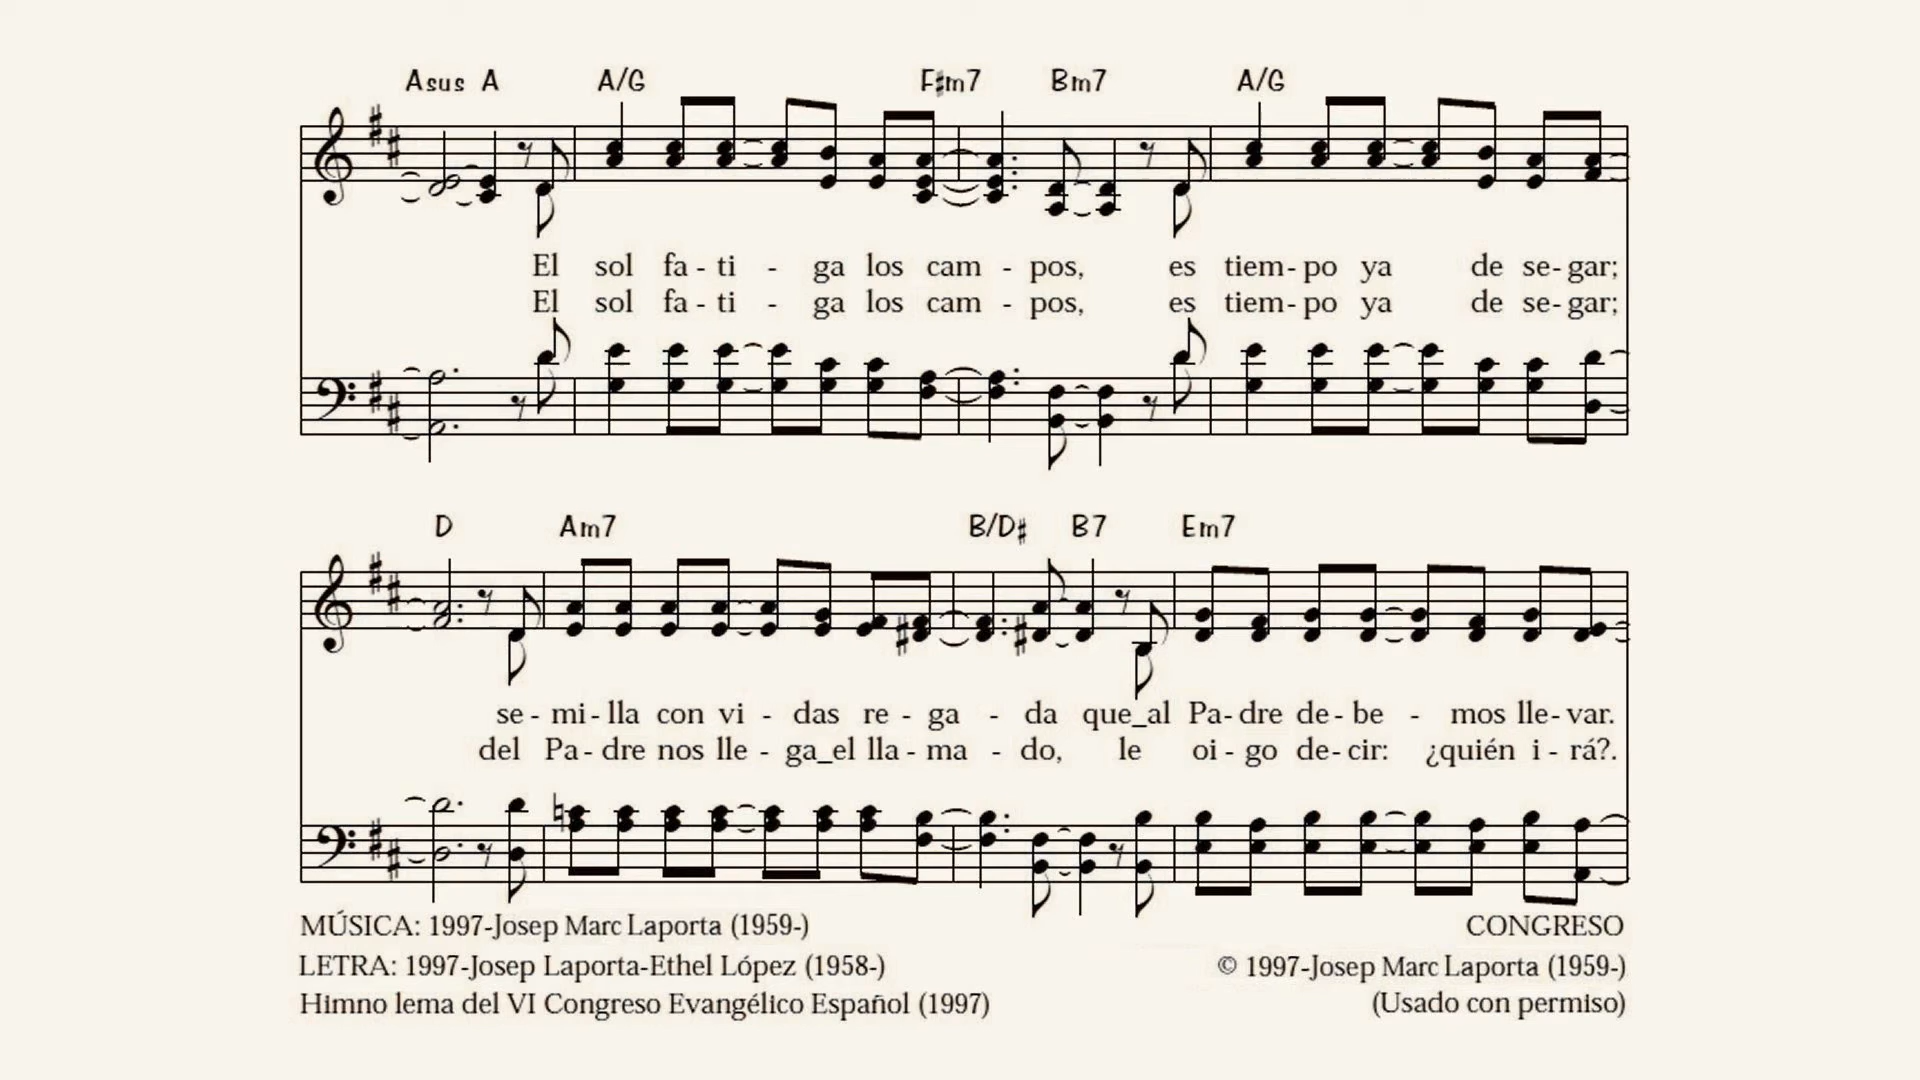 Asus A A/G F♯m7 Bm7 A/G
El sol fa - ti - ga los cam - pos, es tiem - po ya de se - gar;
El sol fa - ti - ga los cam - pos, es tiem - po ya de se - gar;
D Am7 B/D♯ B7 Em7
se - mi - lla con vi - das re - ga - da que_al Pa - dre de - be - mos lle - var.
del Pa - dre nos lle - ga_el lla - ma - do, le oi - go de - cir: ¿quién i - rá?.
MÚSICA: 1997-Josep Marc Laporta (1959-) CONGRESO
LETRA: 1997-Josep Laporta-Ethel López (1958-) © 1997-Josep Marc Laporta (1959-)
Himno lema del VI Congreso Evangélico Español (1997) (Usado con permiso)